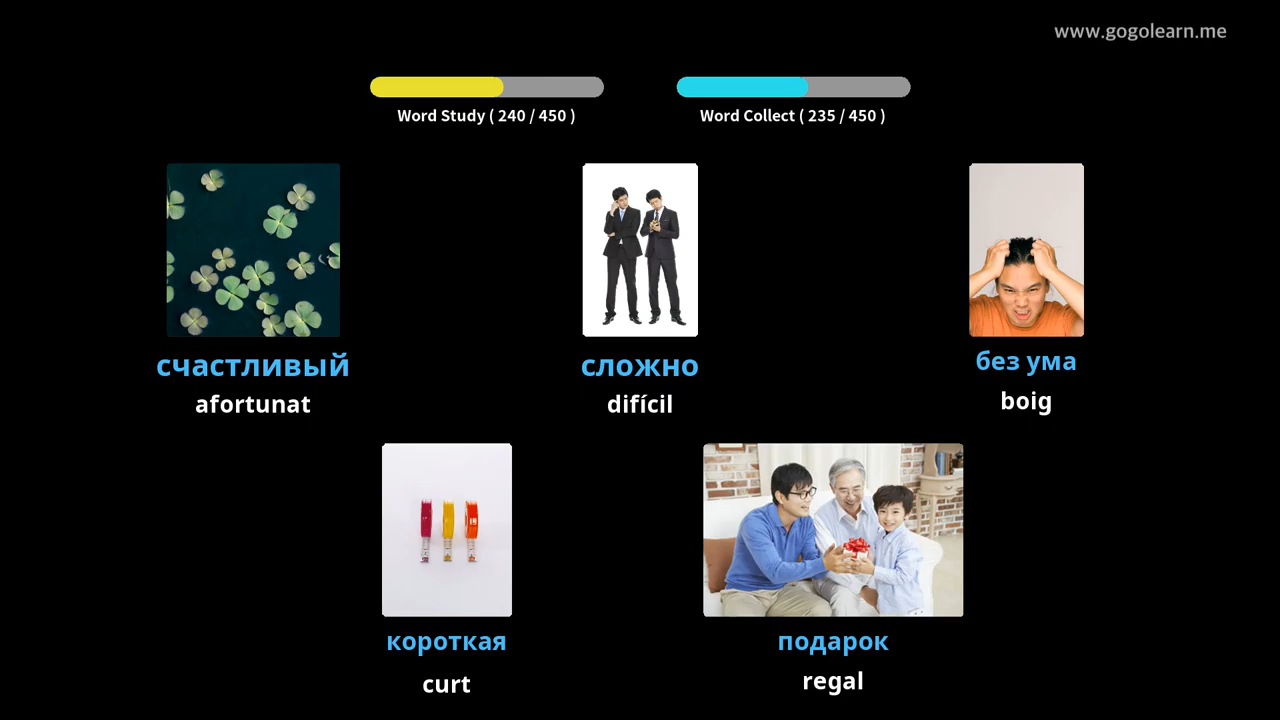 www.gogolearn.me
Word Study ( 240 / 450 )
Word Collect ( 235 / 450 )
счастливый
afortunat
сложно
difícil
без ума
boig
короткая
curt
подарок
regal